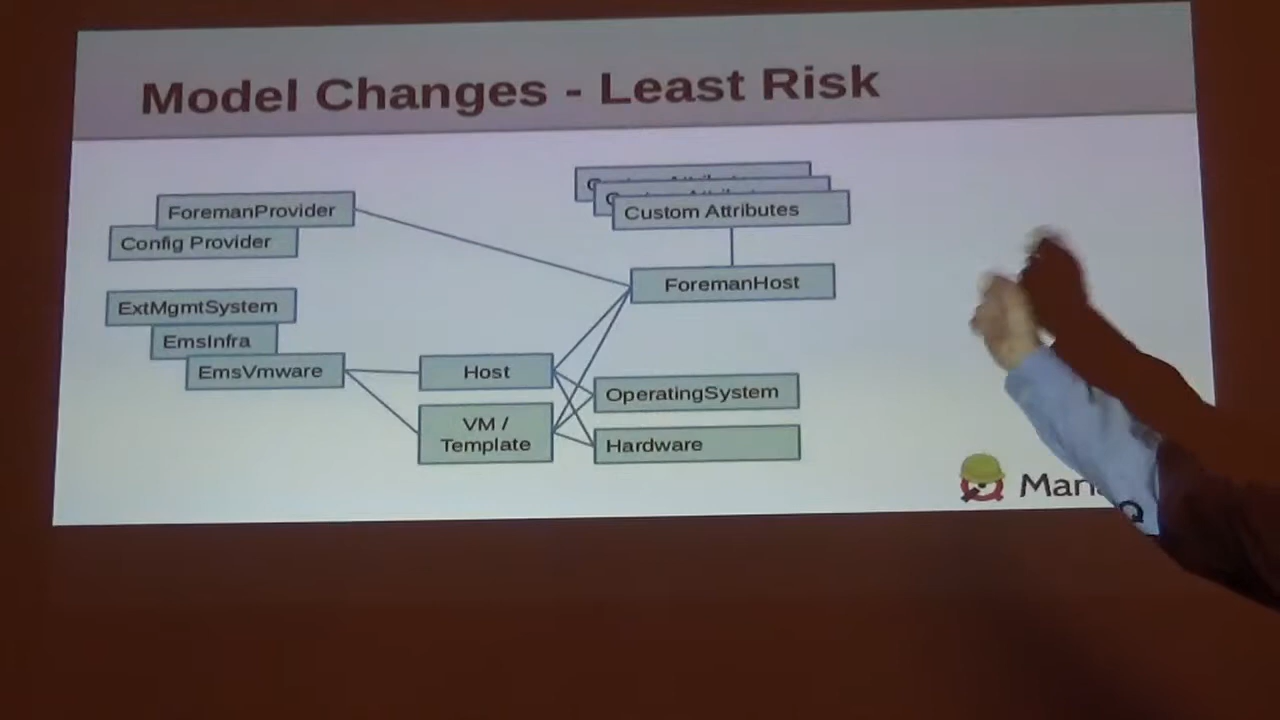 Model Changes - Least Risk
Custom Attributes
ForemanProvider
Config Provider
ForemanHost
ExtMgmtSystem
EmsInfra
EmsVmware
Host
OperatingSystem
VM /
Template
Hardware